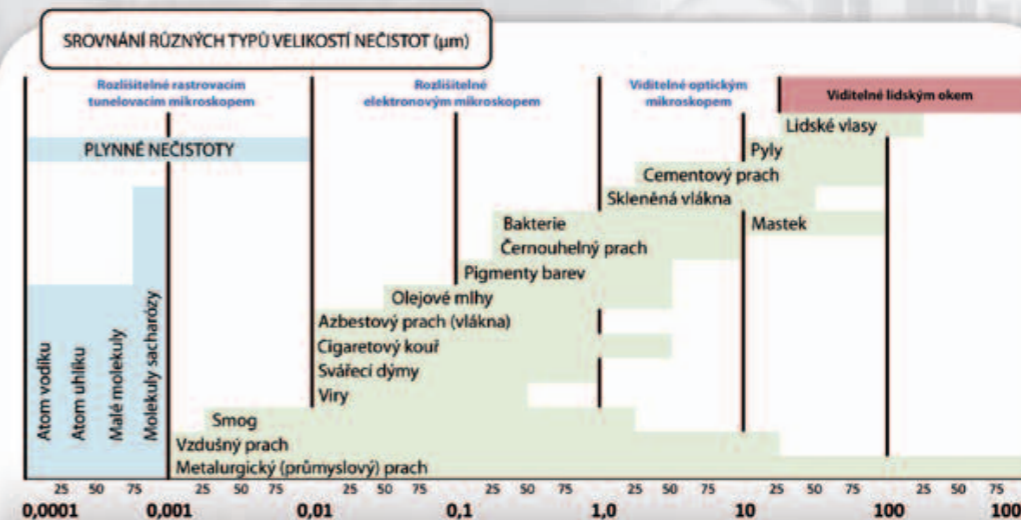 SROVNÁNÍ RŮZNÝCH TYPŮ VELIKOSTÍ NEČISTOT (µm)
Rozlišitelné rastrovacím
tunelovacím mikroskopem
Rozlišitelné
elektronovým mikroskopem
Viditelné optickým
mikroskopem
Viditelné lidským okem
Lidské vlasy
PLYNNÉ NEČISTOTY
Pyly
Cementový prach
Skleněná vlákna
Bakterie
Mastek
Černouhelný prach
Pigmenty barev
Olejové mlhy
Azbestový prach (vlákna)
Cigaretový kouř
Svářecí dýmy
Viry
Atom vodíku
Atom uhlíku
Malé molekuly
Molekuly sacharózy
Smog
Vzdušný prach
Metalurgický (průmyslový) prach
25 50 75 25 50 75 25 50 75 25 50 75 25 50 75 25 50 75 25 50 75
0,0001 0,001 0,01 0,1 1,0 10 100